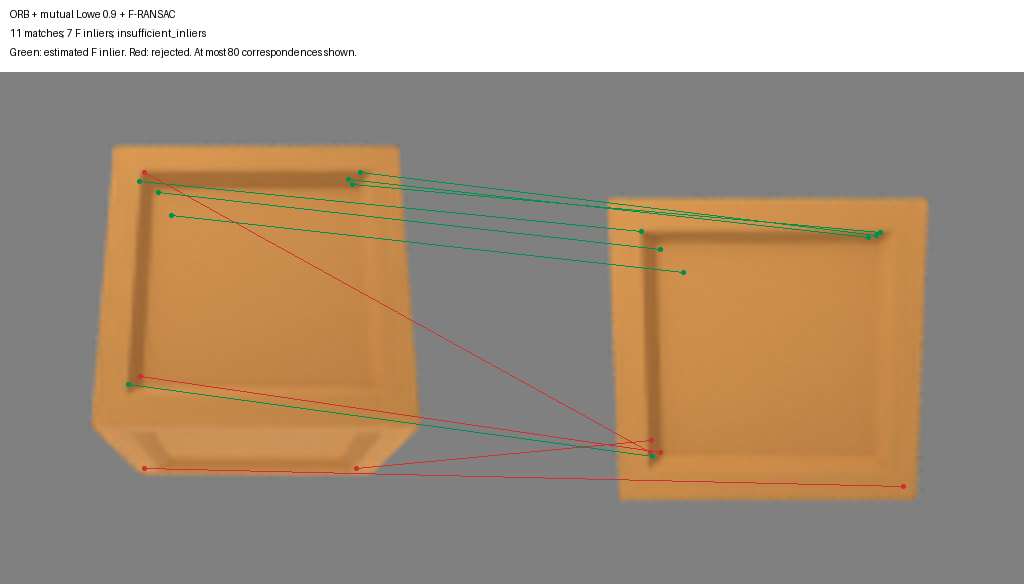 ORB + mutual Lowe 0.9 + F-RANSAC
11 matches; 7 F inliers; insufficient_inliers
Green: estimated F inlier. Red: rejected. At most 80 correspondences shown.